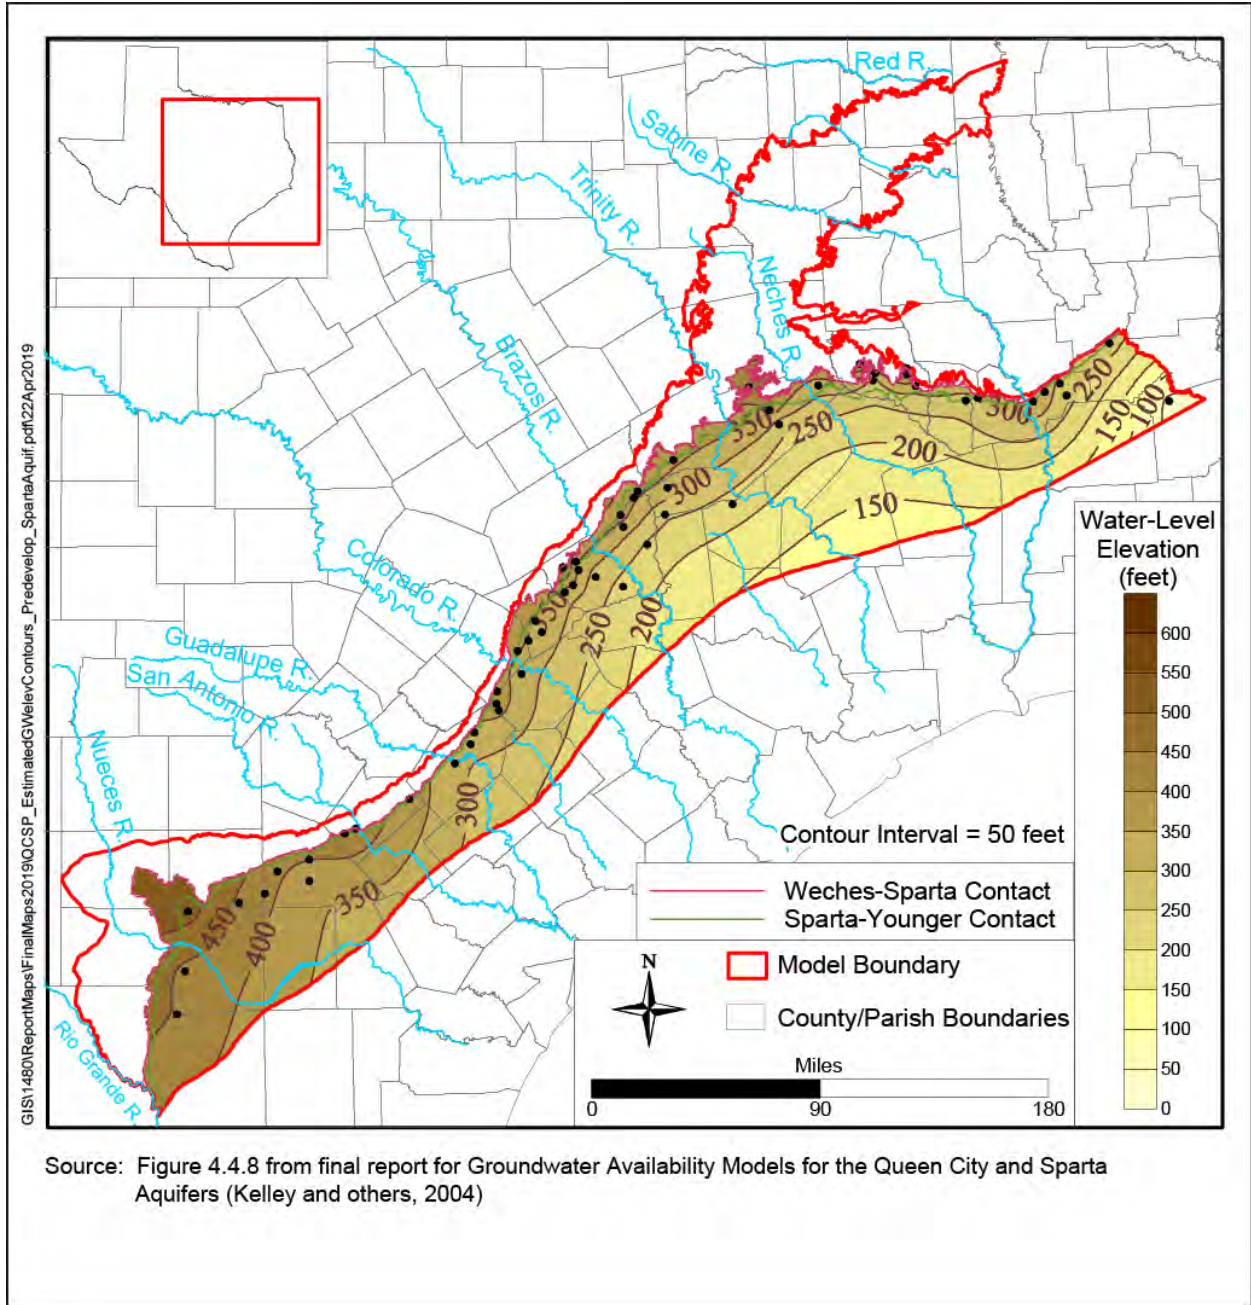 Red R.
Sabine R.
Trinity R.
Neches R.
Brazos R.
Colorado R.
Guadalupe R.
San Antonio R.
Nueces R.
Rio Grande R.
350
250
200
150
300
250
150
100
300
350
250
200
300
350
400
450
Water-Level
Elevation
(feet)
600
550
500
450
400
350
300
250
200
150
100
50
0
Contour Interval = 50 feet
Weches-Sparta Contact
Sparta-Younger Contact
N
Model Boundary
County/Parish Boundaries
Miles
0 90 180
GIS\1480\ReportMaps\FinalMaps2019\QCSP_EstimatedGWelevContours_Predevelop_SpartaAquif.pdf\22Apr2019
Source: Figure 4.4.8 from final report for Groundwater Availability Models for the Queen City and Sparta
Aquifers (Kelley and others, 2004)